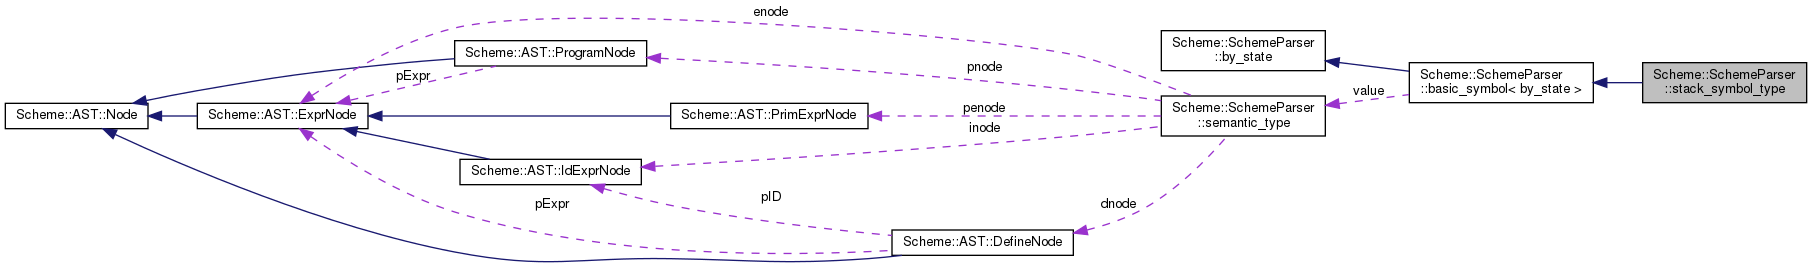 enode
Scheme::AST::ProgramNode
pExpr
pnode
Scheme::SchemeParser
::by_state
Scheme::SchemeParser
::basic_symbol< by_state >
Scheme::SchemeParser
::stack_symbol_type
value
Scheme::AST::Node
Scheme::AST::ExprNode
Scheme::AST::PrimExprNode
penode
Scheme::SchemeParser
::semantic_type
inode
Scheme::AST::IdExprNode
pID
pExpr
dnode
Scheme::AST::DefineNode